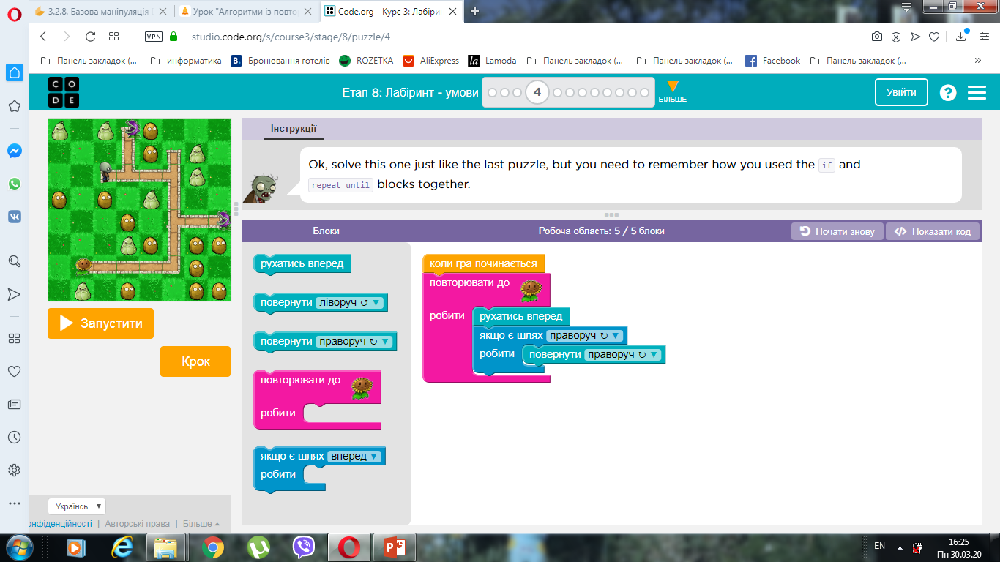 3.2.8. Базова маніпуляція
Урок "Алгоритми із повтор
Code.org - Курс 3: Лабірин
VPN
studio.code.org/s/course3/stage/8/puzzle/4
Панель закладок (...
информатика
B.
Бронювання готелів
ROZETKA
AliExpress
la
Lamoda
Панель закладок (...
Панель закладок (...
Facebook
Панель закладок (...
»
C O
D E
Етап 8: Лабіринт - умови
4
БІЛЬШЕ
Увійти
?
Інструкції
Ok, solve this one just like the last puzzle, but you need to remember how you used the if and
repeat until blocks together.
Блоки
Робоча область: 5 / 5 блоки
Почати знову
Показати код
Запустити
Крок
рухатись вперед
повернути ліворуч ↺ ▼
повернути праворуч ↻ ▼
повторювати до
робити
якщо є шлях вперед ▼
робити
коли гра починається
повторювати до
робити
рухатись вперед
якщо є шлях праворуч ↻ ▼
робити
повернути праворуч ↻ ▼
Українсь ▼
онфіденційності | Авторські права | Більше
EN
16:25
Пн 30.03.20